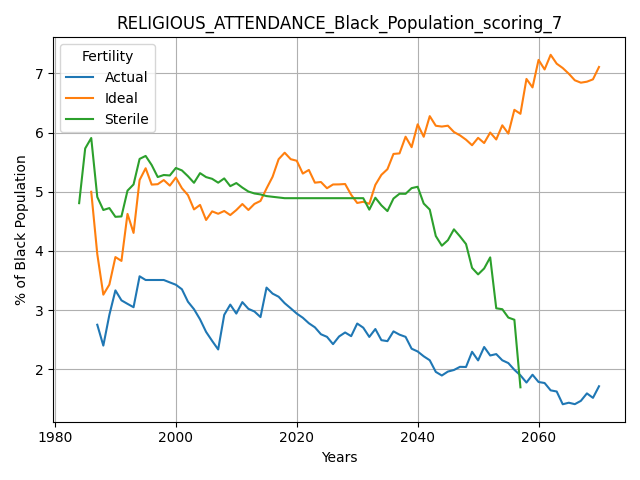 RELIGIOUS_ATTENDANCE_Black_Population_scoring_7
Fertility
Actual
Ideal
Sterile
% of Black Population
7
6
5
4
3
2
1980
2000
2020
2040
2060
Years